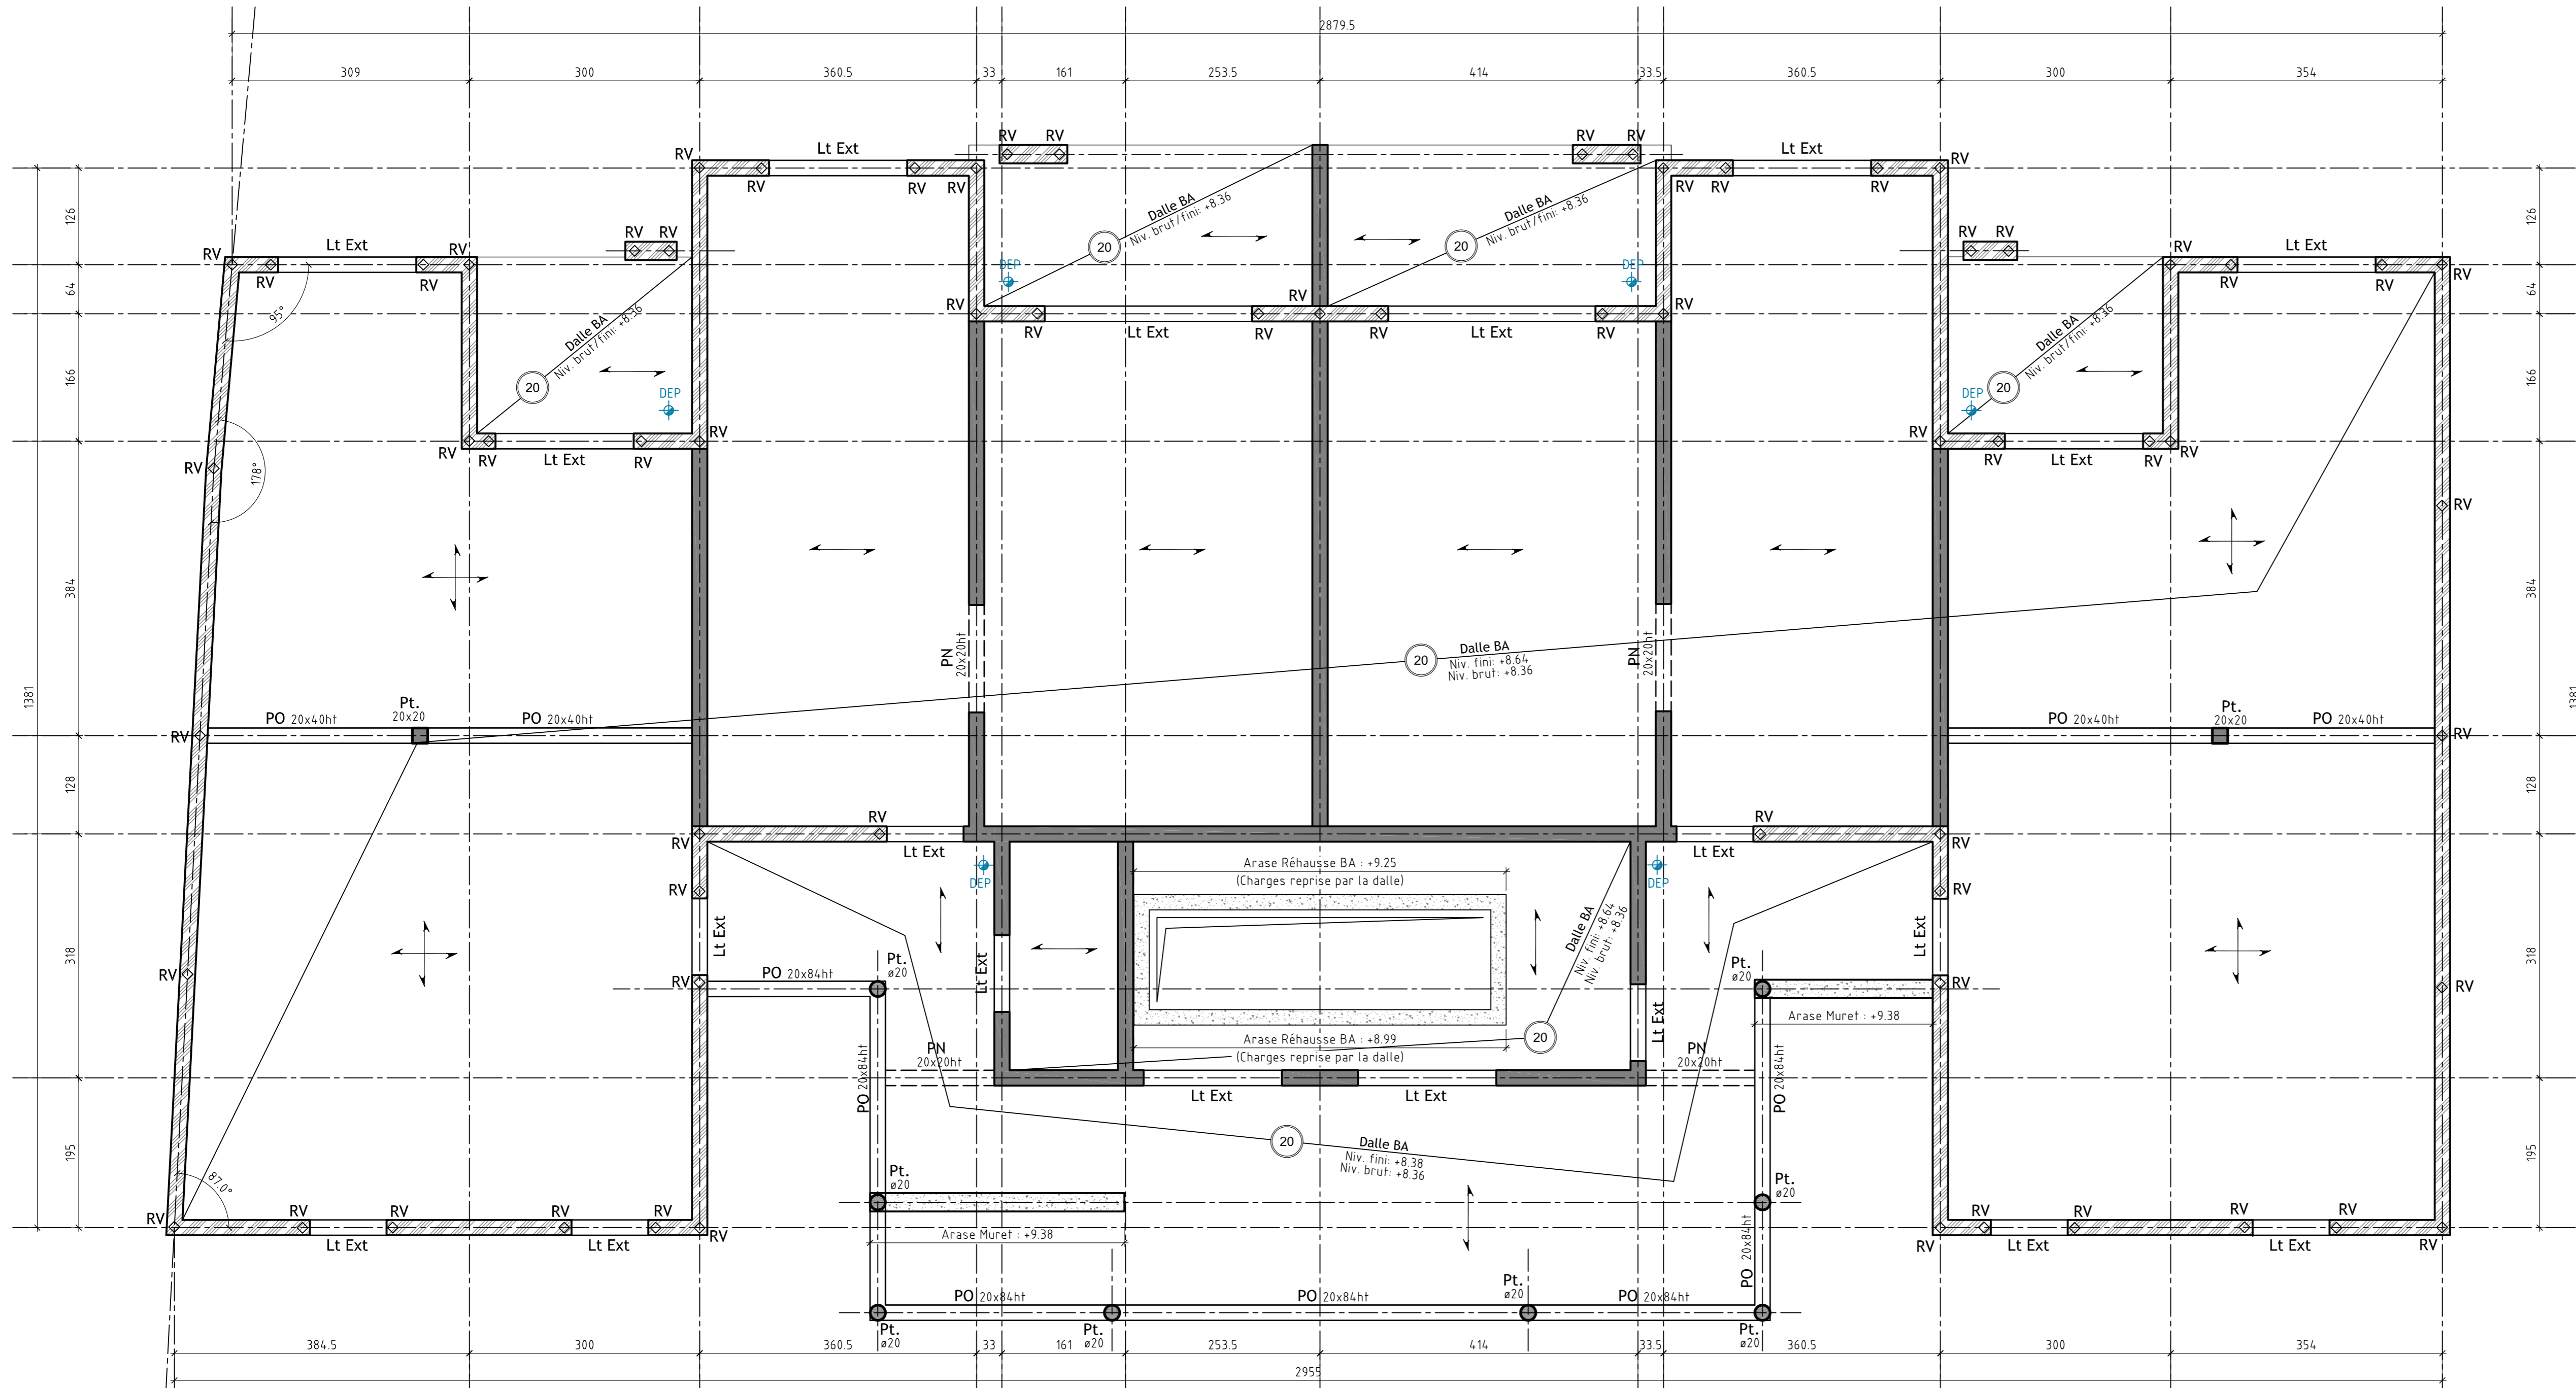 2879.5
309
300
360.5
33
161
253.5
414
33.5
360.5
300
354
RV
RV
RV
RV
RV
Lt Ext
Lt Ext
RV
RV
RV
RV
RV
RV
RV
RV
126
126
Dalle BA
Niv. brut/fini: +8.36
20
Dalle BA
Niv. brut/fini: +8.36
20
RV
RV
RV
RV
RV
Lt Ext
RV
RV
Lt Ext
RV
RV
RV
RV
RV
DEP
DEP
64
64
95°
RV
RV
RV
RV
Lt Ext
RV
RV
Lt Ext
RV
Dalle BA
Niv. brut/fini: +8.36
20
Dalle BA
Niv. brut/fini: +8.36
20
166
166
DEP
DEP
RV
RV
RV
RV
Lt Ext
RV
RV
Lt Ext
RV
RV
RV
178°
RV
384
384
PN
20x20ht
PN
20x20ht
20
Dalle BA
Niv. fini: +8.64
Niv. brut: +8.36
1381
1381
Pt.
20x20
PO 20x40ht
PO 20x40ht
Pt.
20x20
PO 20x40ht
PO 20x40ht
RV
RV
128
128
RV
RV
RV
RV
Lt Ext
Lt Ext
DEP
DEP
Arase Réhausse BA : +9.25
(Charges reprise par la dalle)
RV
RV
Lt Ext
Lt Ext
Lt Ext
Lt Ext
Dalle BA
Niv. fini: +8.64
Niv. brut: +8.36
318
318
RV
RV
PO 20x84ht
Pt.
ø20
Pt.
ø20
RV
RV
Arase Muret : +9.38
Arase Réhausse BA : +8.99
(Charges reprise par la dalle)
20
PN
20x20ht
PN
20x20ht
PO 20x84ht
PO 20x84ht
Lt Ext
Lt Ext
195
195
20
Dalle BA
Niv. fini: +8.38
Niv. brut: +8.36
87.0°
Pt.
ø20
Pt.
ø20
RV
RV
RV
RV
RV
RV
RV
RV
RV
RV
RV
RV
Lt Ext
Lt Ext
Lt Ext
Lt Ext
Arase Muret : +9.38
PO 20x84ht
PO 20x84ht
PO 20x84ht
Pt.
ø20
PO 20x84ht
Pt.
ø20
Pt.
ø20
Pt.
ø20
384.5
300
360.5
33
161
253.5
414
33.5
360.5
300
354
2955